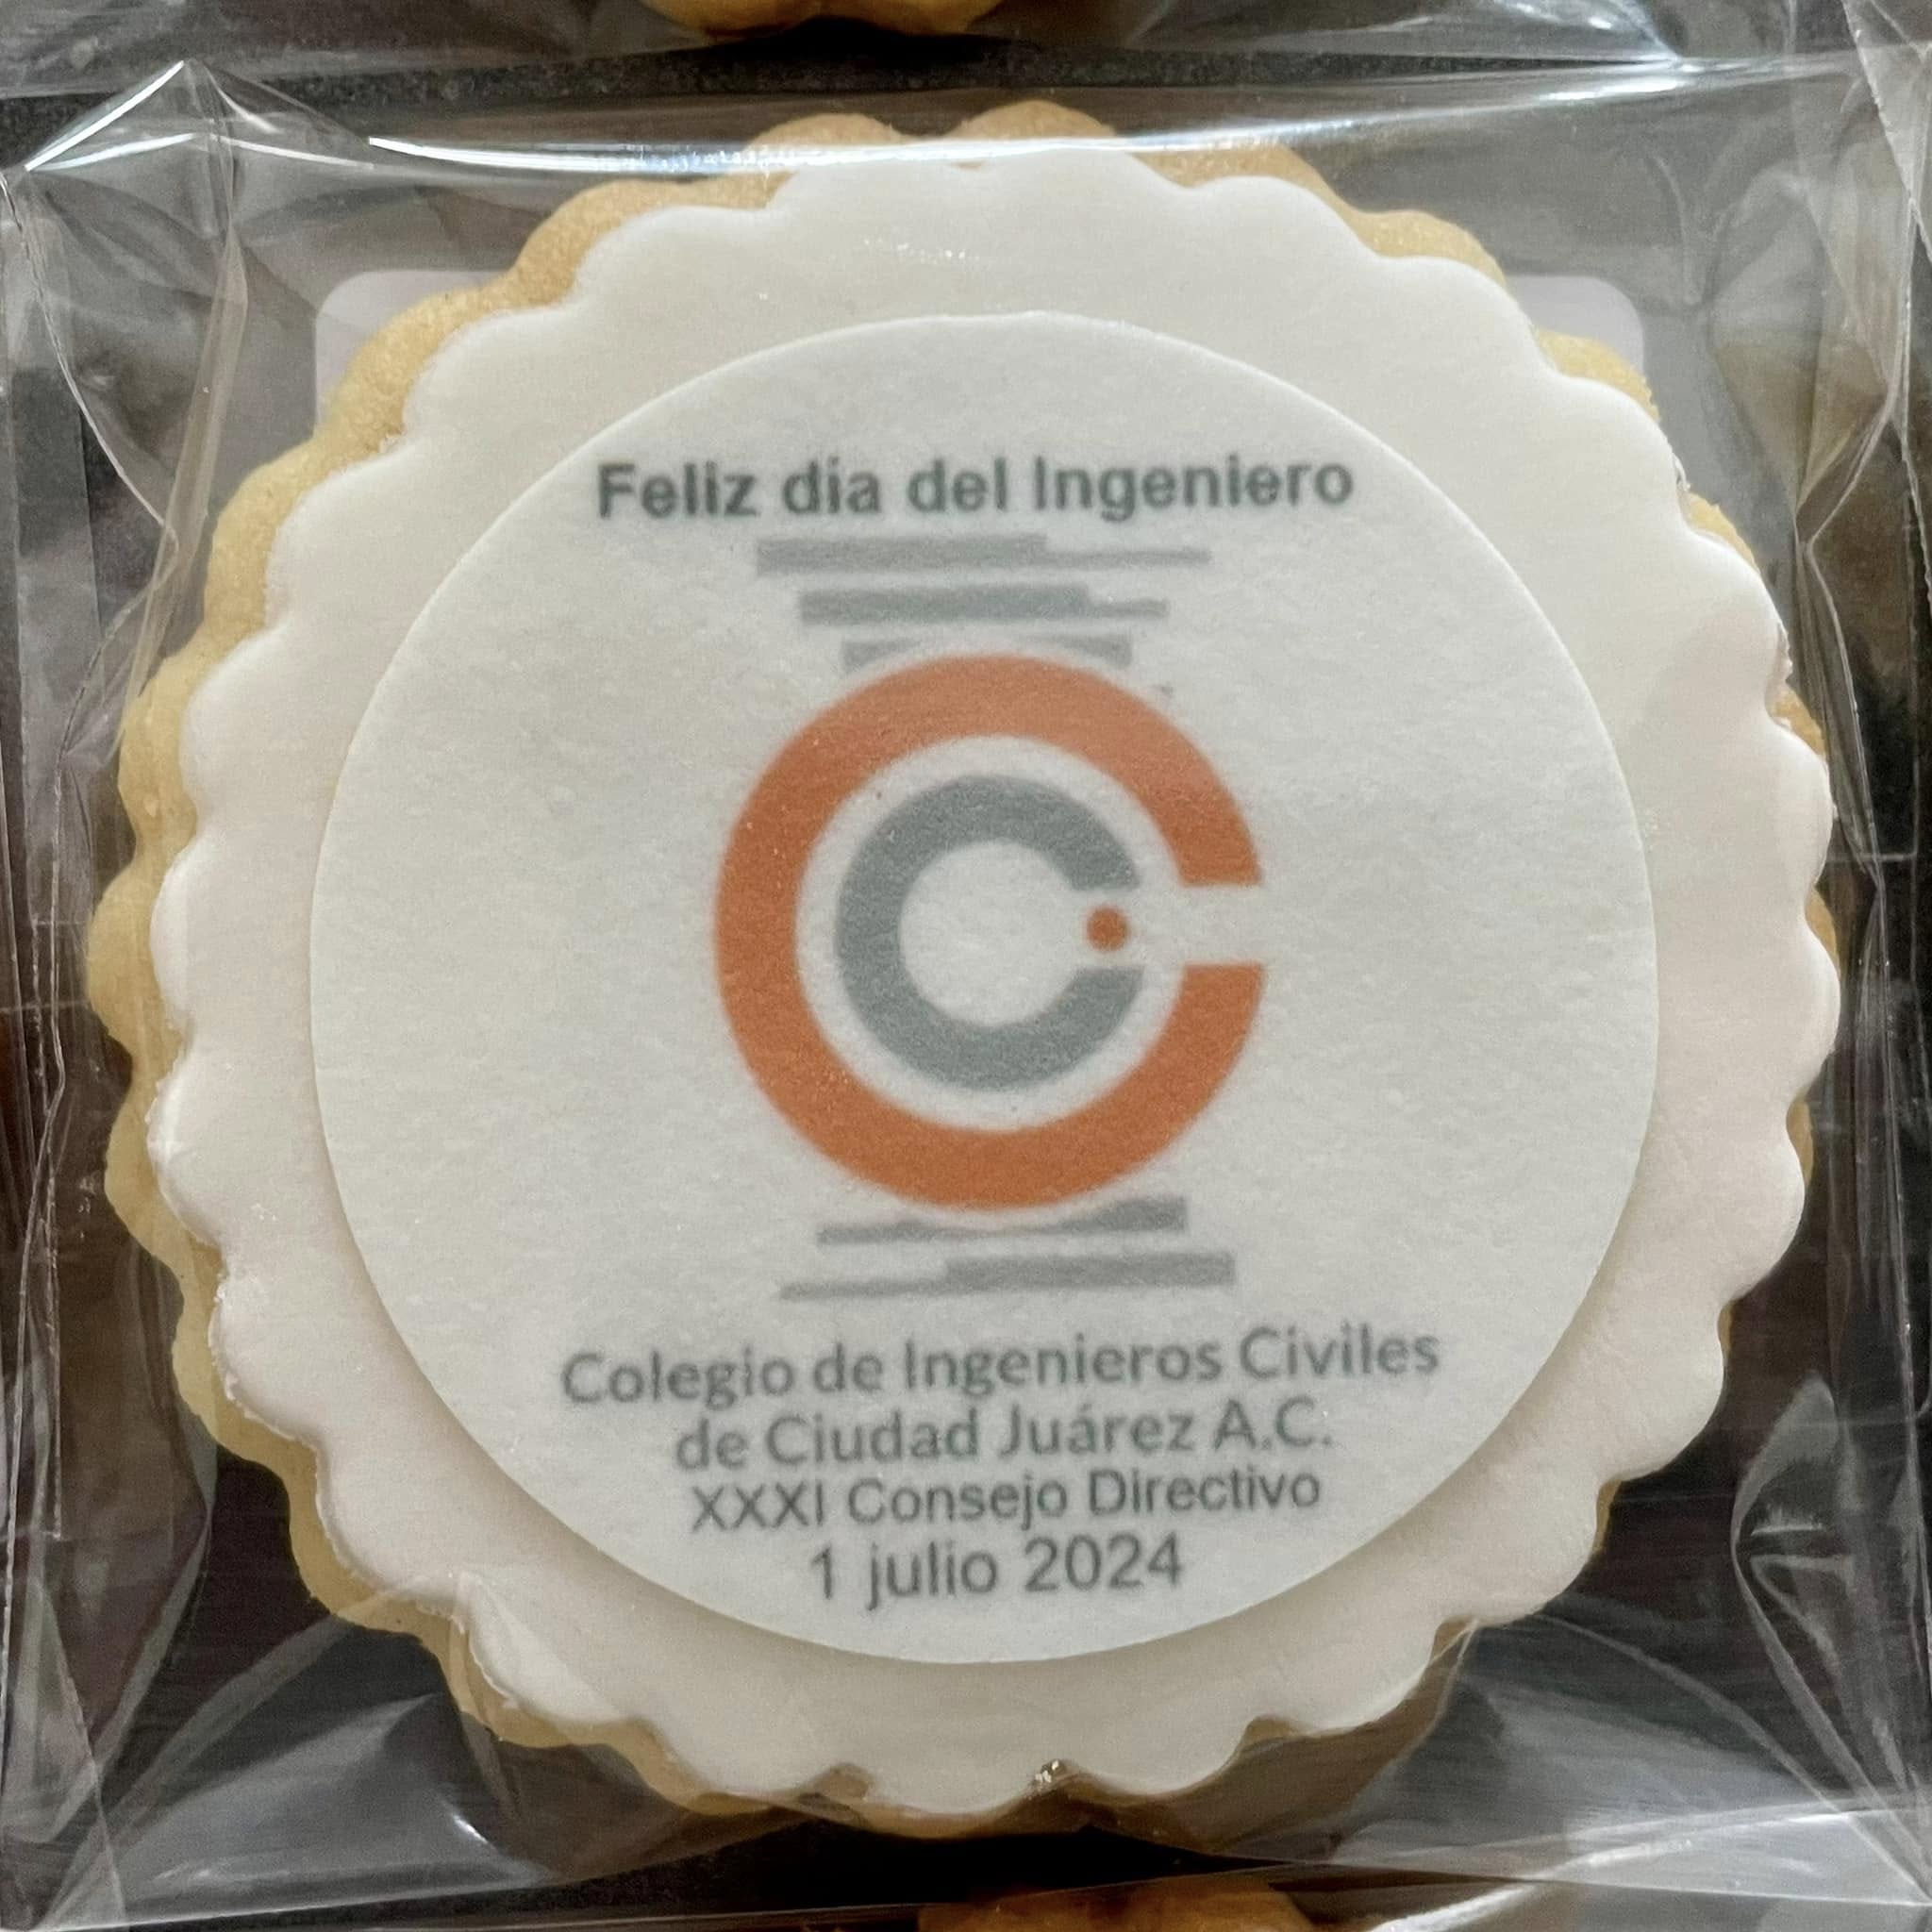 Feliz día del Ingeniero
Colegio de Ingenieros Civiles
de Ciudad Juárez A.C.
XXXI Consejo Directivo
1 julio 2024